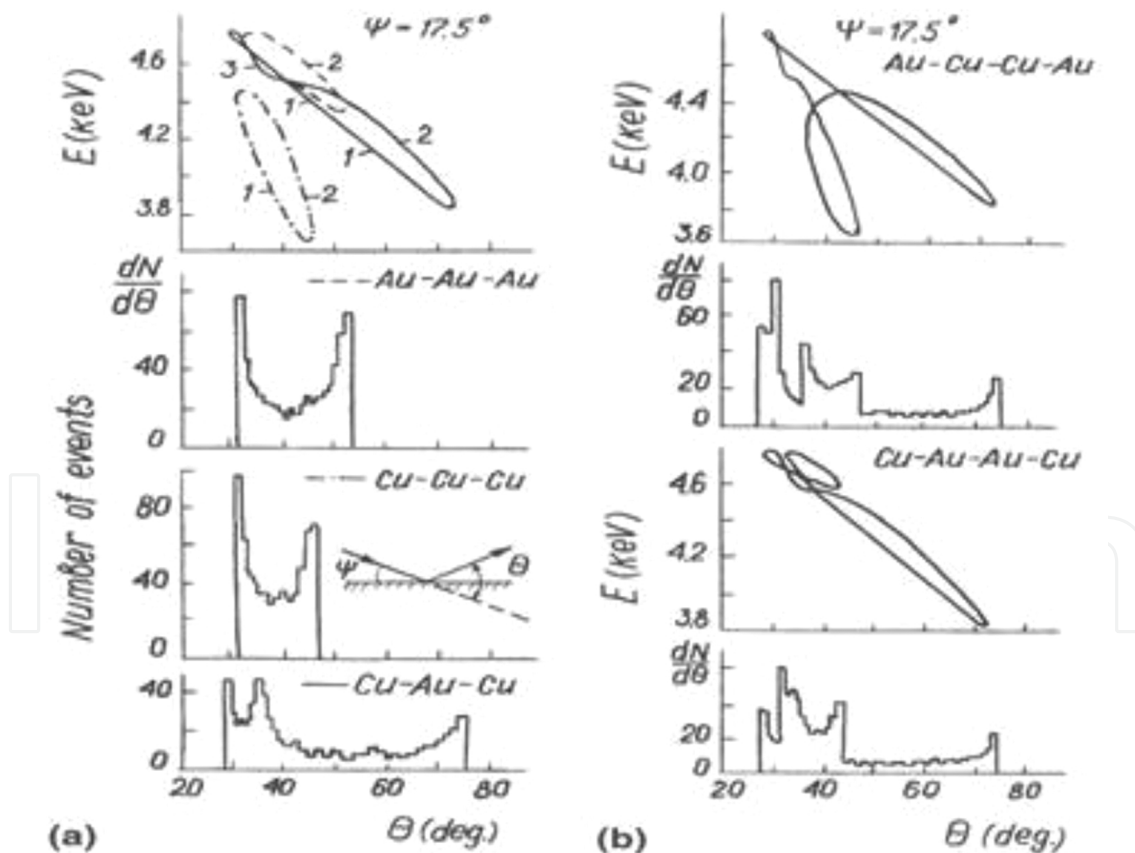 ψ = 17.5°
E (keV)
4.6
4.2
3.8
3
2
1
2
1
1
2
20 40 60 80
dN/dθ
--- Au-Au-Au
40
0
Number of events
-·-·- Cu-Cu-Cu
80
40
0
ψ
θ
—— Cu-Au-Cu
40
0
20 40 60 80
θ (deg.)
(a)
ψ = 17.5°
Au-Cu-Cu-Au
E (keV)
4.4
4.0
3.6
dN/dθ
60
20
0
Cu-Au-Au-Cu
E (keV)
4.6
4.2
3.8
dN/dθ
20
0
20 40 60 80
θ (deg.)
(b)